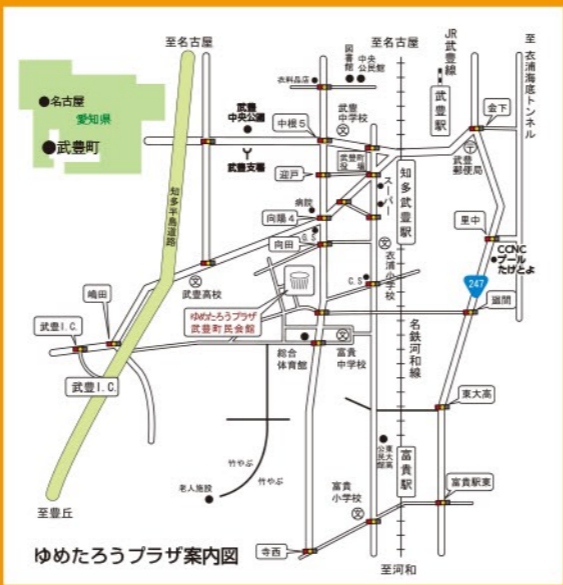 至名古屋
至名古屋
JR武豊線
至 衣浦海底トンネル
図書館
中央公民館
衣料品店
武豊駅
名古屋
愛知県
武豊町
武豊中央公園
中根5
武豊中学校
金下
武豊支援
迎戸
武豊町役場
スーパー
知多武豊駅
武豊郵便局
病院
向陽4
里中
G.S
向田
衣浦小学校
CCNC
プール
たけとよ
知多半島道路
武豊高校
G.S
247
嶋田
ゆめたろうプラザ
武豊町民会館
道間
武豊I.C.
武豊I.C.
総合体育館
富貴中学校
名鉄河和線
東大高
東大高公民館
竹やぶ
竹やぶ
老人施設
富貴駅
富貴小学校
富貴駅東
至豊丘
寺西
至河和
ゆめたろうプラザ案内図